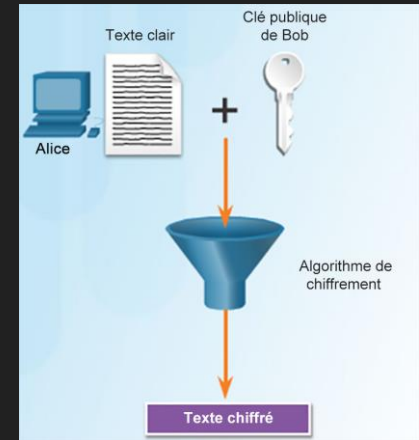 Texte clair
Clé publique
de Bob
Alice
Algorithme de
chiffrement
Texte chiffré